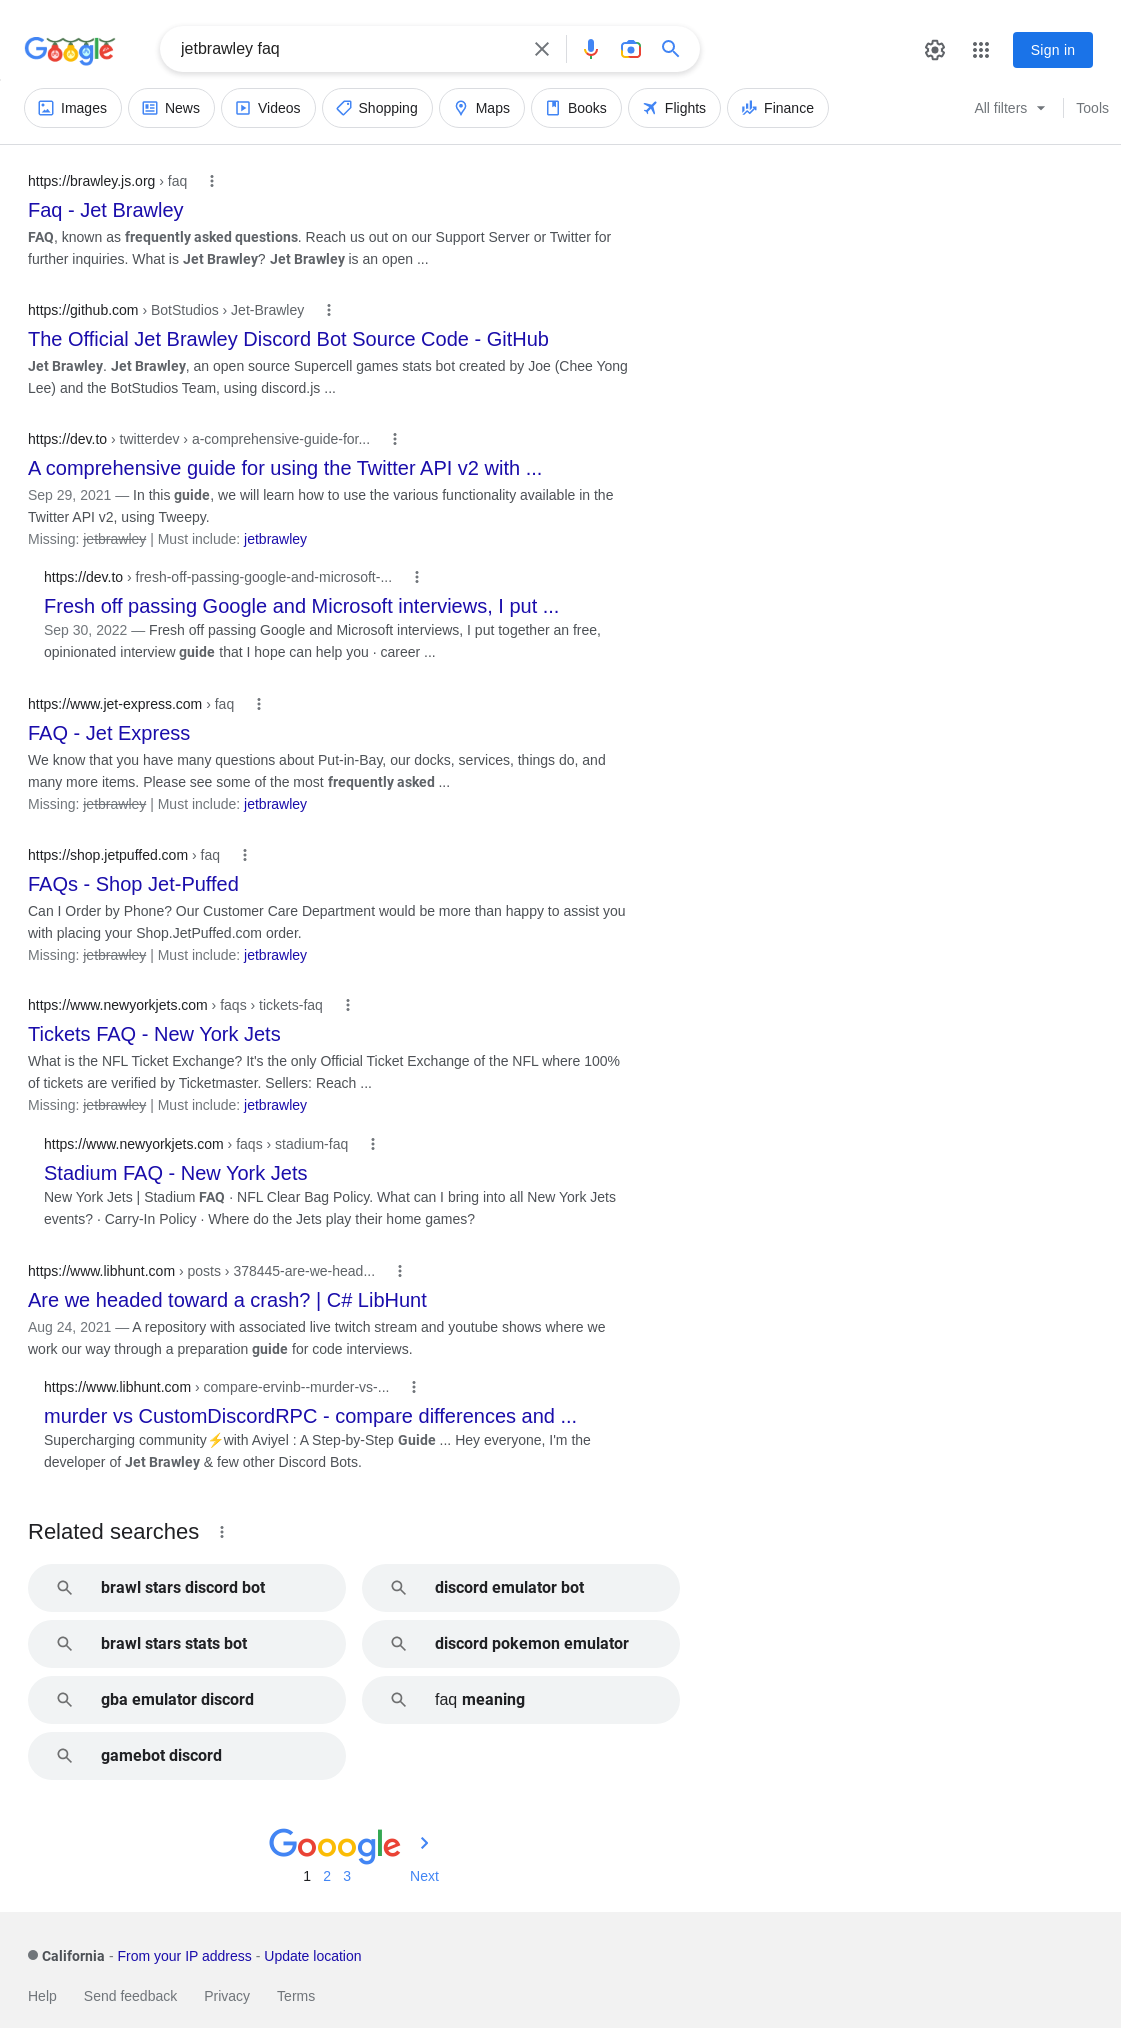 Google
jetbrawley faq
Sign in
Images
News
Videos
Shopping
Maps
Books
Flights
Finance
All filters
Tools
https://brawley.js.org › faq
Faq - Jet Brawley
FAQ, known as frequently asked questions. Reach us out on our Support Server or Twitter for
further inquiries. What is Jet Brawley? Jet Brawley is an open ...
https://github.com › BotStudios › Jet-Brawley
The Official Jet Brawley Discord Bot Source Code - GitHub
Jet Brawley. Jet Brawley, an open source Supercell games stats bot created by Joe (Chee Yong
Lee) and the BotStudios Team, using discord.js ...
https://dev.to › twitterdev › a-comprehensive-guide-for...
A comprehensive guide for using the Twitter API v2 with ...
Sep 29, 2021 — In this guide, we will learn how to use the various functionality available in the
Twitter API v2, using Tweepy.
Missing: jetbrawley | Must include: jetbrawley
https://dev.to › fresh-off-passing-google-and-microsoft-...
Fresh off passing Google and Microsoft interviews, I put ...
Sep 30, 2022 — Fresh off passing Google and Microsoft interviews, I put together an free,
opinionated interview guide that I hope can help you · career ...
https://www.jet-express.com › faq
FAQ - Jet Express
We know that you have many questions about Put-in-Bay, our docks, services, things do, and
many more items. Please see some of the most frequently asked ...
Missing: jetbrawley | Must include: jetbrawley
https://shop.jetpuffed.com › faq
FAQs - Shop Jet-Puffed
Can I Order by Phone? Our Customer Care Department would be more than happy to assist you
with placing your Shop.JetPuffed.com order.
Missing: jetbrawley | Must include: jetbrawley
https://www.newyorkjets.com › faqs › tickets-faq
Tickets FAQ - New York Jets
What is the NFL Ticket Exchange? It's the only Official Ticket Exchange of the NFL where 100%
of tickets are verified by Ticketmaster. Sellers: Reach ...
Missing: jetbrawley | Must include: jetbrawley
https://www.newyorkjets.com › faqs › stadium-faq
Stadium FAQ - New York Jets
New York Jets | Stadium FAQ · NFL Clear Bag Policy. What can I bring into all New York Jets
events? · Carry-In Policy · Where do the Jets play their home games?
https://www.libhunt.com › posts › 378445-are-we-head...
Are we headed toward a crash? | C# LibHunt
Aug 24, 2021 — A repository with associated live twitch stream and youtube shows where we
work our way through a preparation guide for code interviews.
https://www.libhunt.com › compare-ervinb--murder-vs-...
murder vs CustomDiscordRPC - compare differences and ...
Supercharging community⚡with Aviyel : A Step-by-Step Guide ... Hey everyone, I'm the
developer of Jet Brawley & few other Discord Bots.
Related searches
brawl stars discord bot
discord emulator bot
brawl stars stats bot
discord pokemon emulator
gba emulator discord
faq meaning
gamebot discord
Gooogle
1 2 3 Next
California - From your IP address - Update location
Help Send feedback Privacy Terms